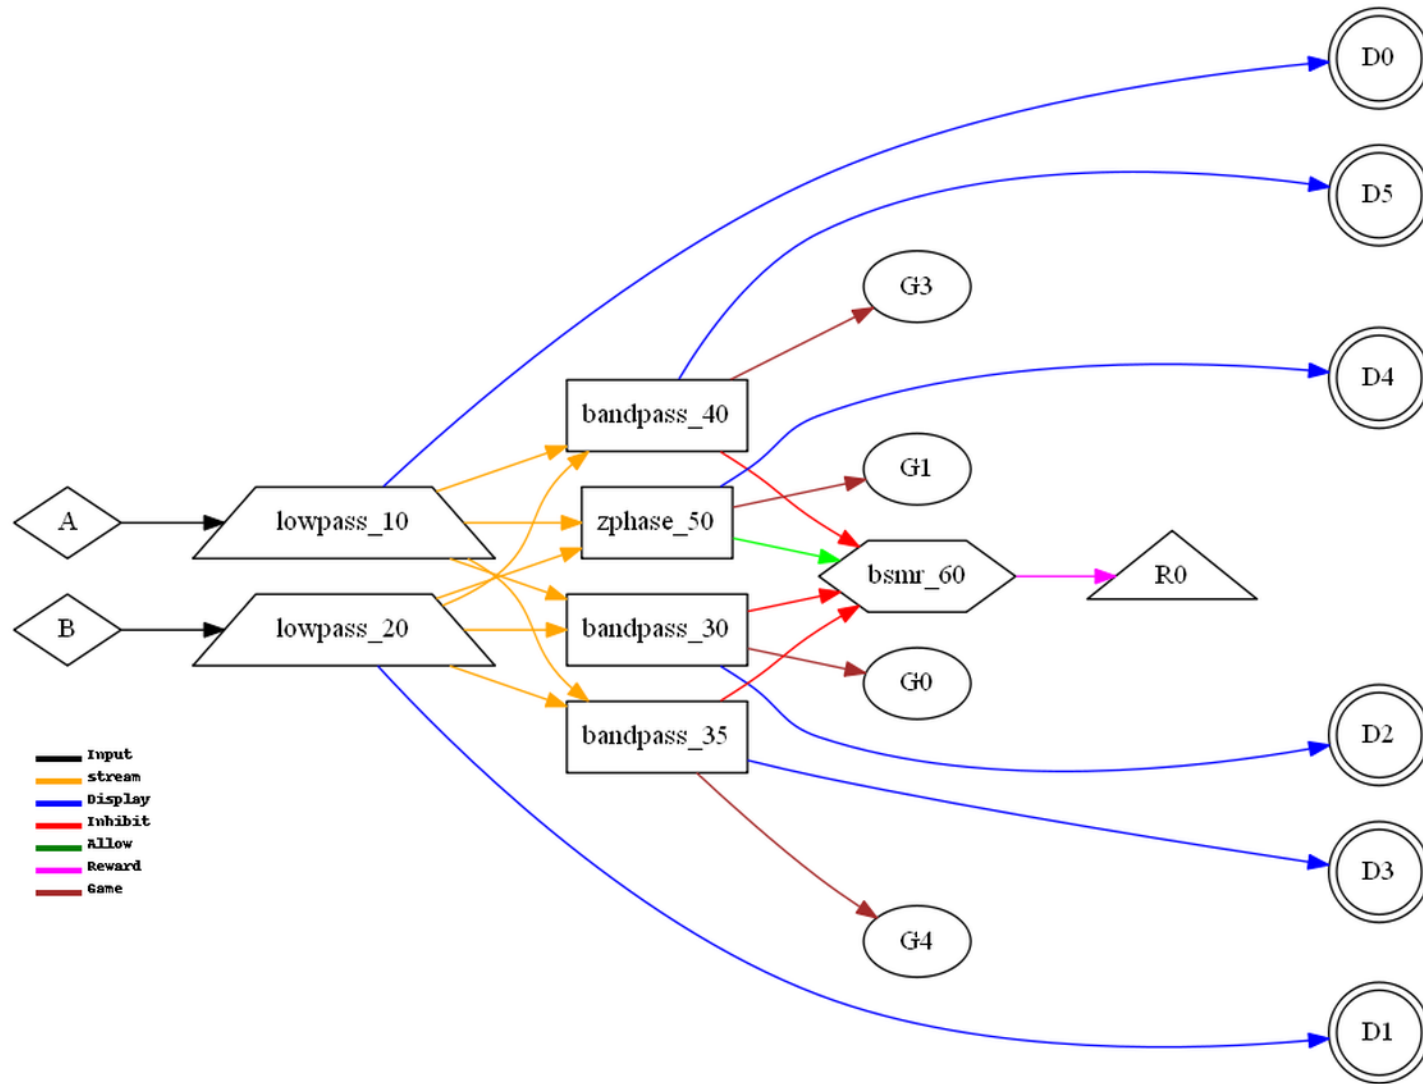 D0
D5
G3
D4
bandpass_40
G1
A
lowpass_10
zphase_50
bsmr_60
R0
B
lowpass_20
bandpass_30
G0
bandpass_35
D2
Input
stream
Display
Inhibit
Allow
Reward
Game
D3
G4
D1